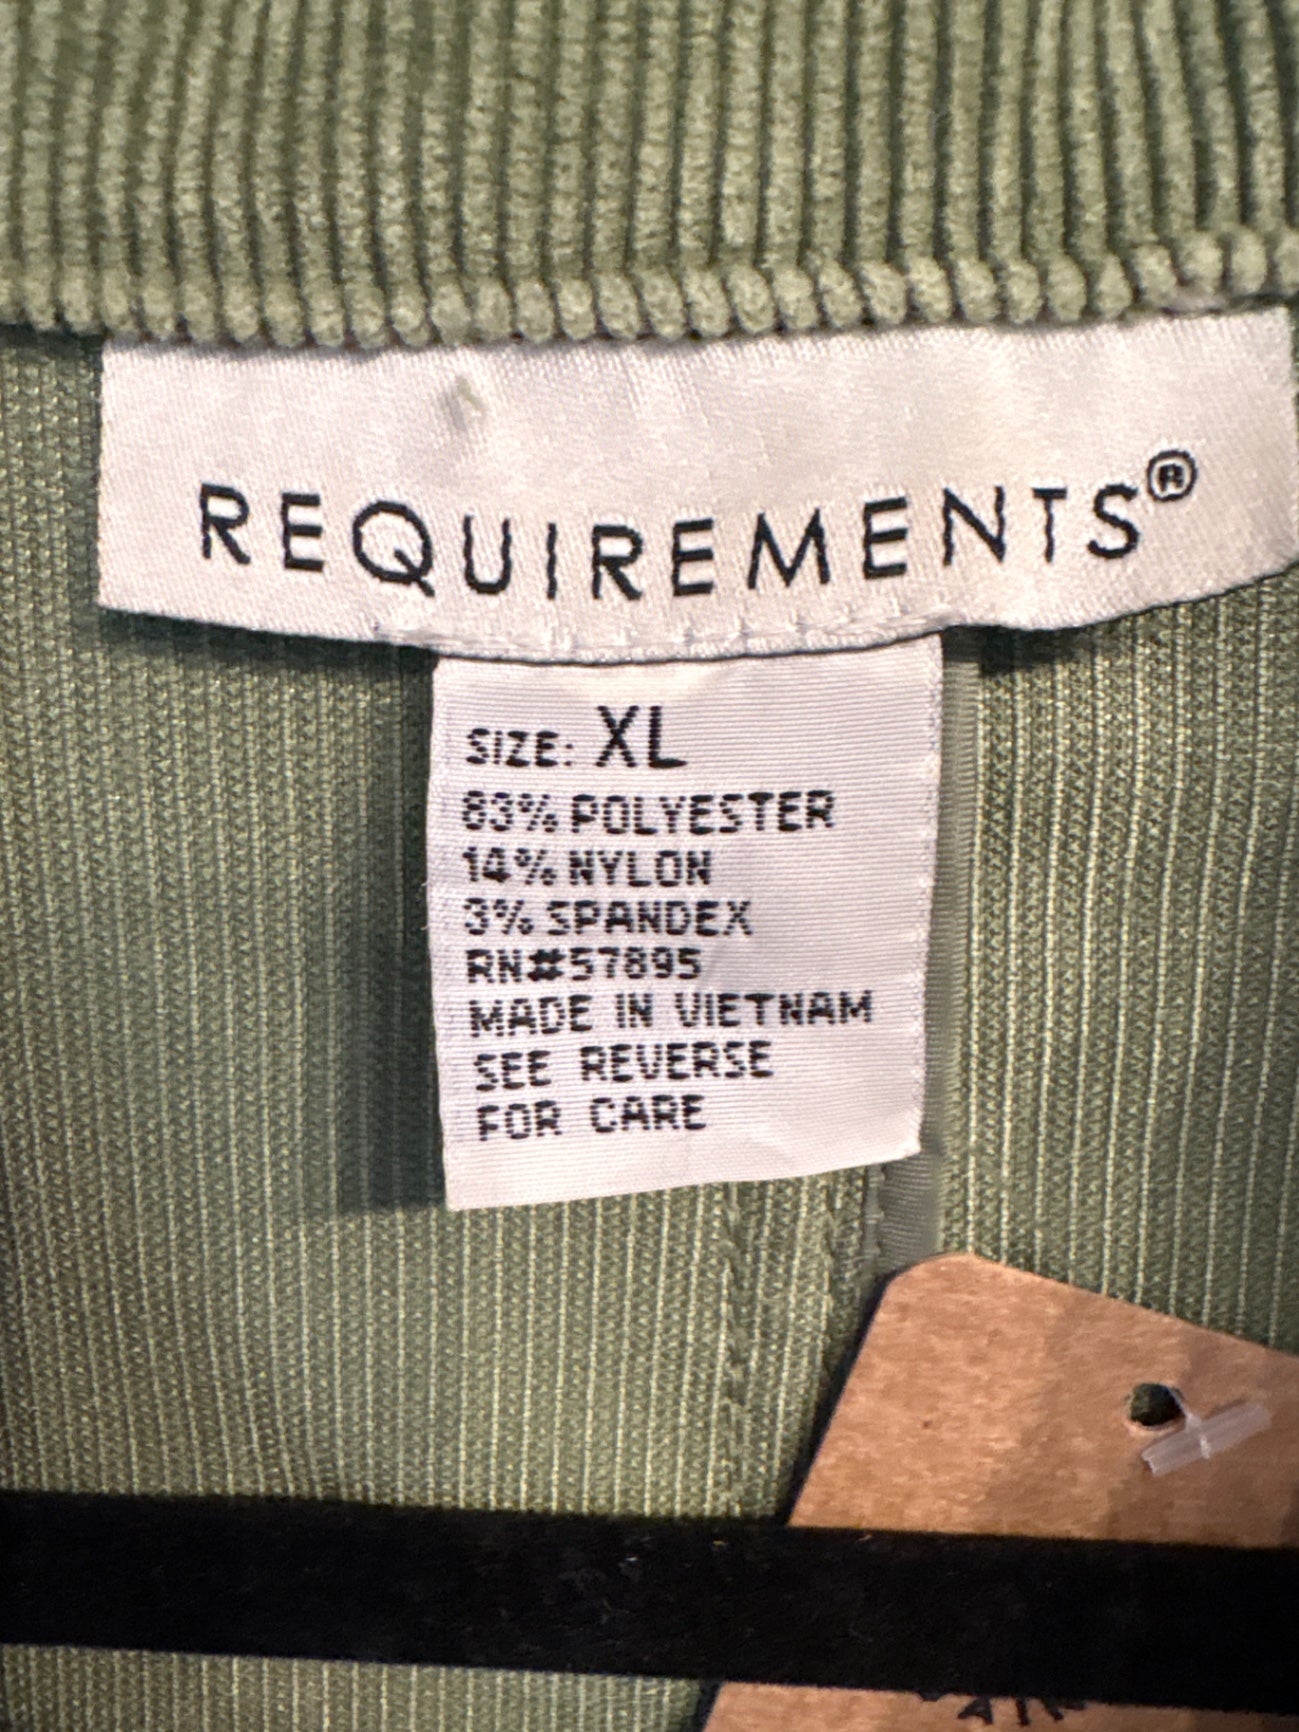 REQUIREMENTS®
SIZE: XL
83% POLYESTER
14% NYLON
3% SPANDEX
RN#57895
MADE IN VIETNAM
SEE REVERSE
FOR CARE